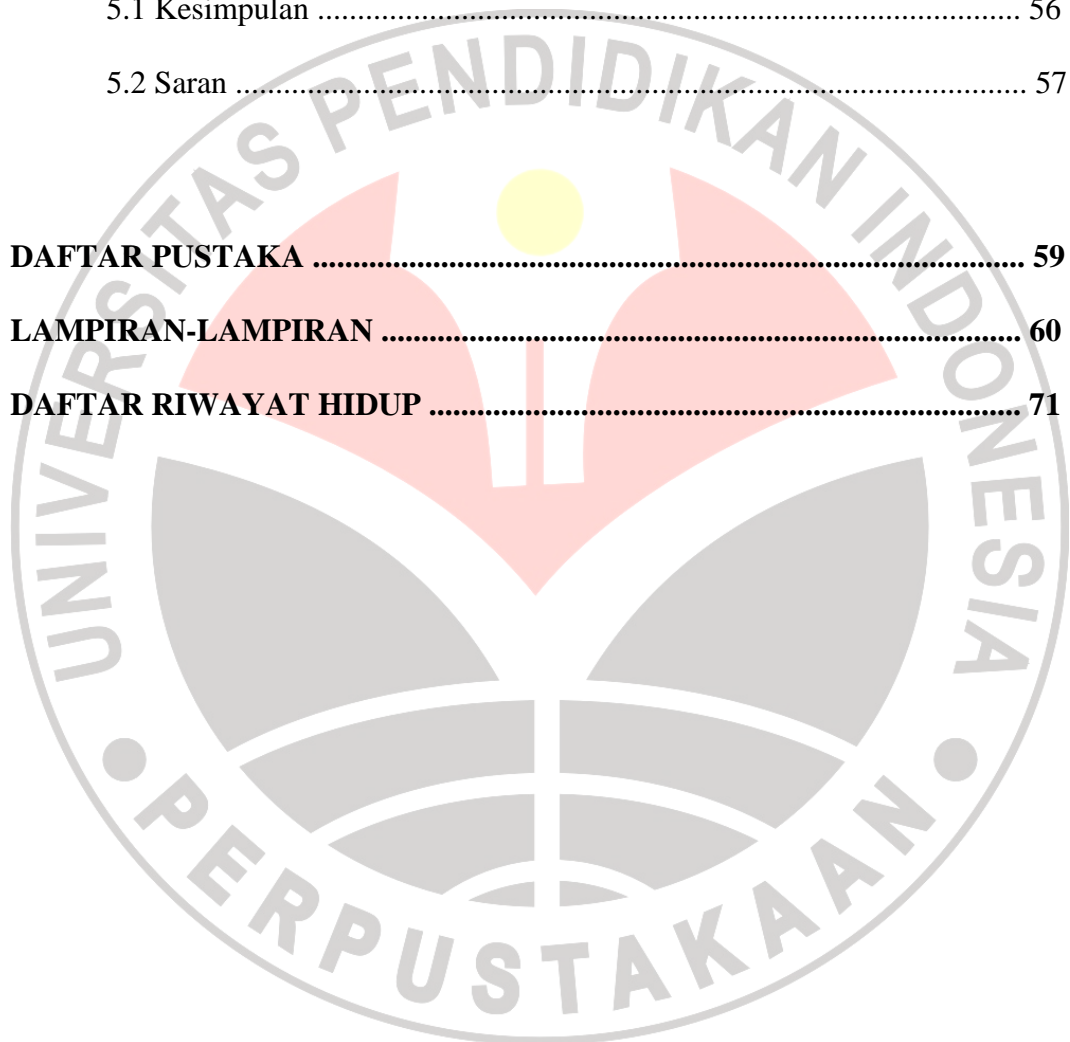 5.1 Kesimpulan ................................................................................................ 56
5.2 Saran .......................................................................................................... 57
DAFTAR PUSTAKA ......................................................................................... 59
LAMPIRAN-LAMPIRAN ................................................................................ 60
DAFTAR RIWAYAT HIDUP .......................................................................... 71
UNIVERSITAS PENDIDIKAN INDONESIA
PERPUSTAKAAN